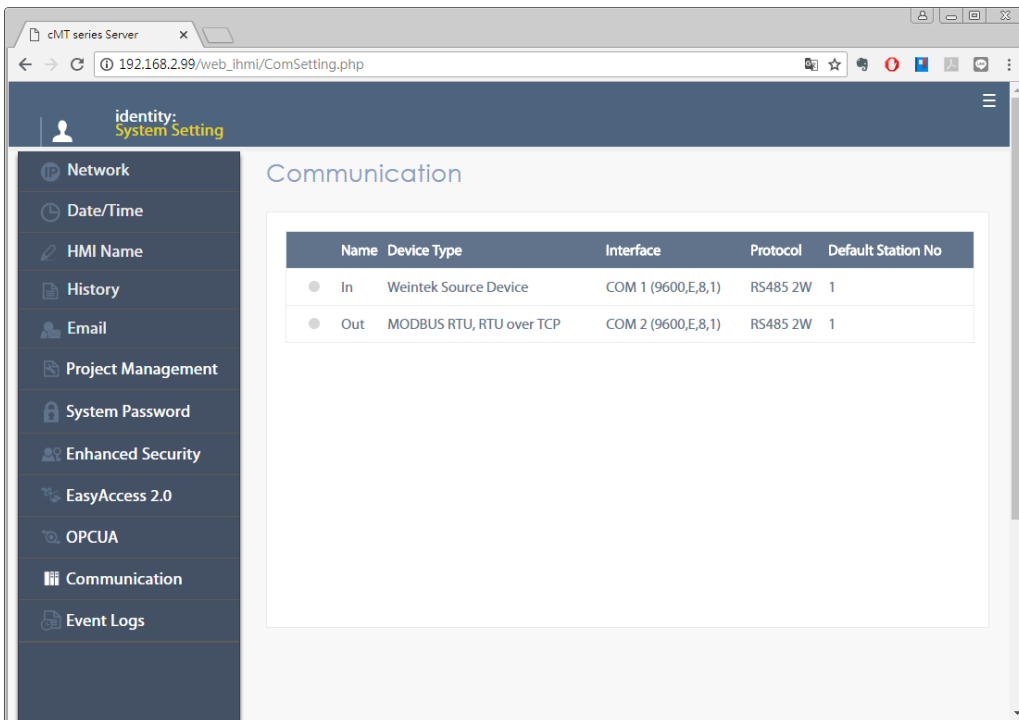 cMT series Server
192.168.2.99/web_ihmi/ComSetting.php
identity:
System Setting
IP Network
Date/Time
HMI Name
History
Email
Project Management
System Password
Enhanced Security
EasyAccess 2.0
OPCUA
Communication
Event Logs
Communication
Name Device Type Interface Protocol Default Station No
In Weintek Source Device COM 1 (9600,E,8,1) RS485 2W 1
Out MODBUS RTU, RTU over TCP COM 2 (9600,E,8,1) RS485 2W 1